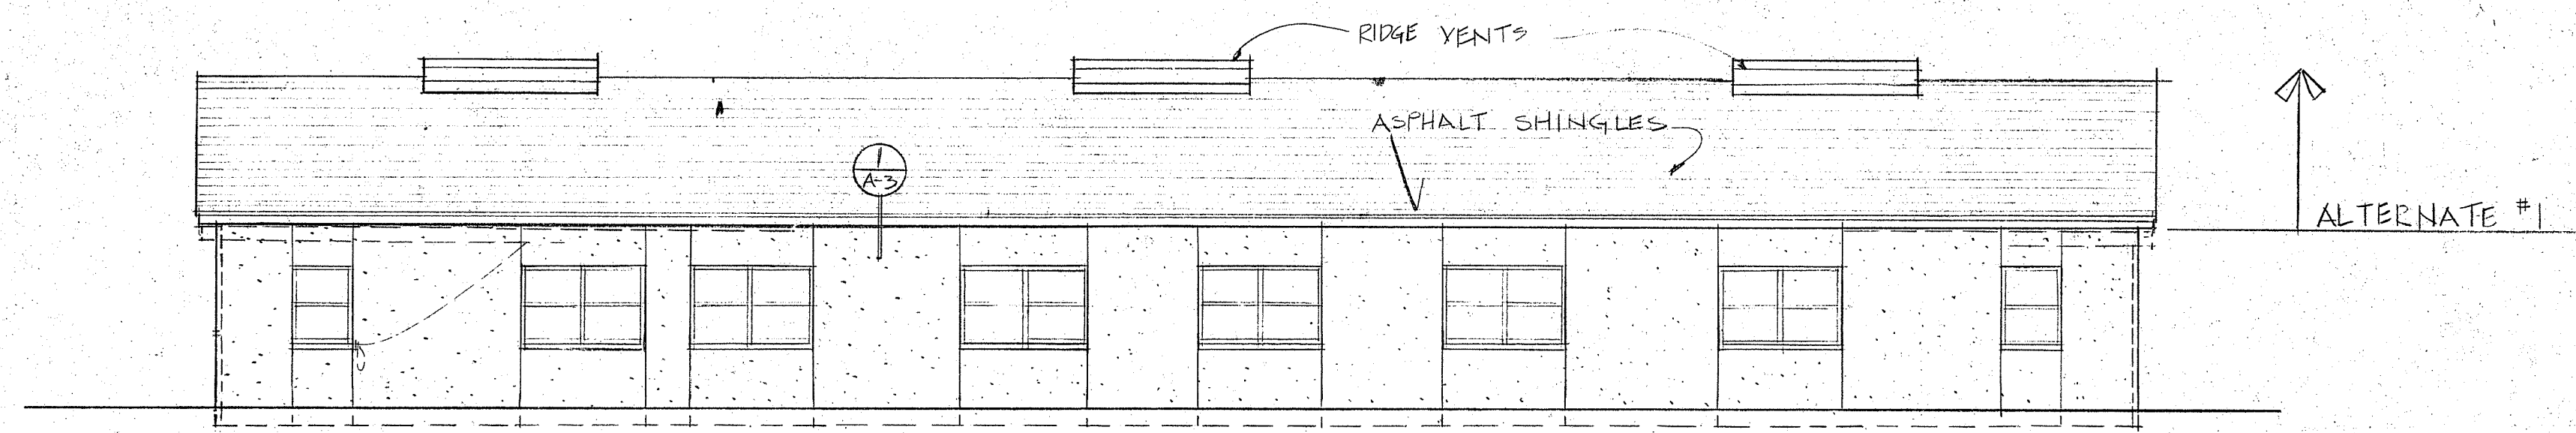 RIDGE VENTS
ASPHALT SHINGLES
1
A-3
ALTERNATE #1